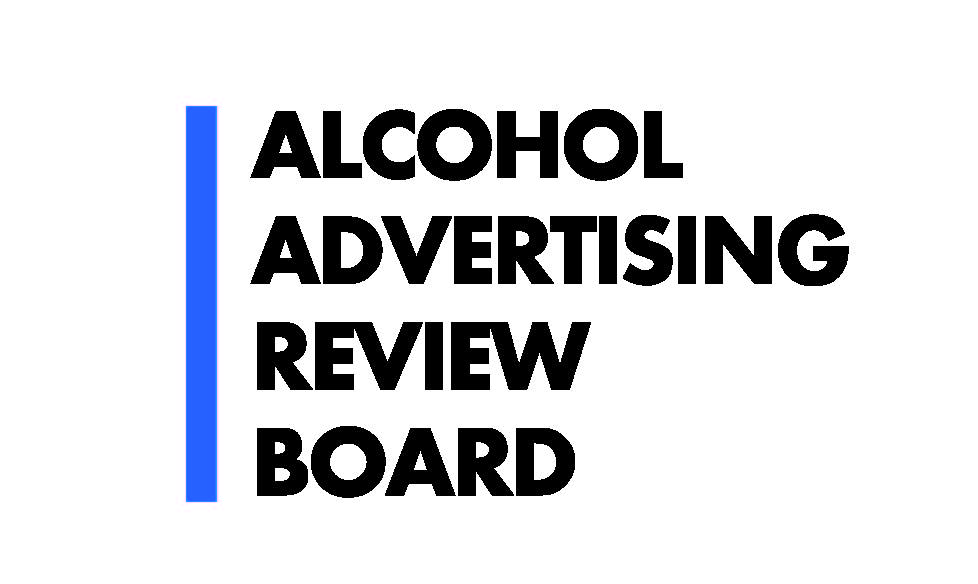 ALCOHOL
ADVERTISING
REVIEW
BOARD